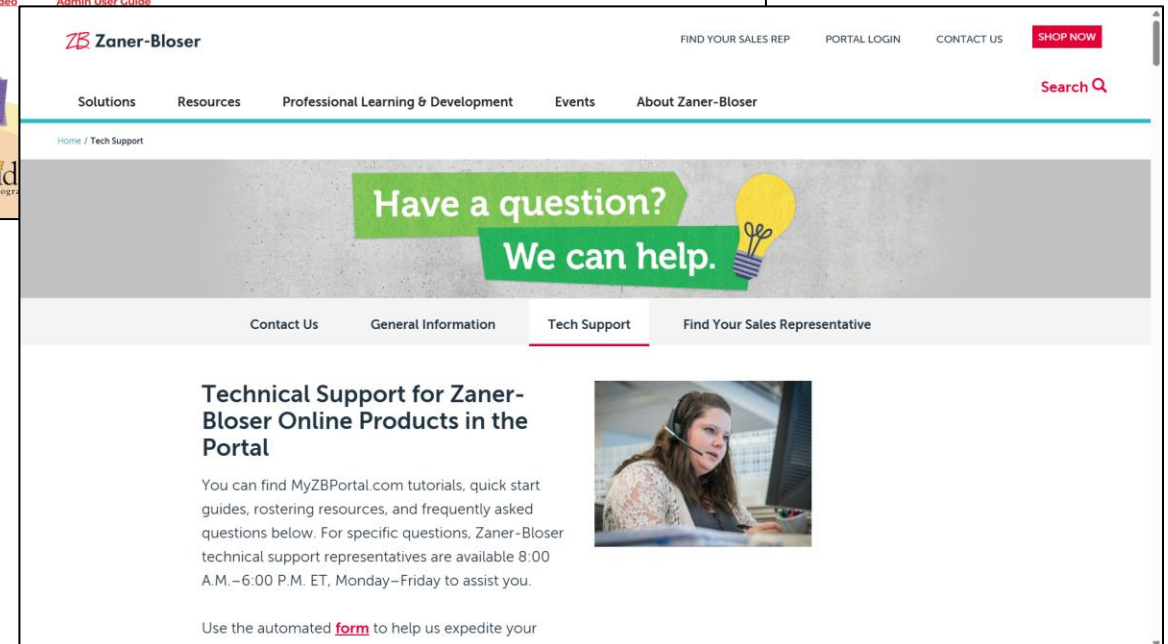 Admin User Guide
ZB Zaner-Bloser
FIND YOUR SALES REP PORTAL LOGIN CONTACT US SHOP NOW
Search
Solutions Resources Professional Learning & Development Events About Zaner-Bloser
Home / Tech Support
Have a question?
We can help.
Contact Us General Information Tech Support Find Your Sales Representative
Technical Support for Zaner-
Bloser Online Products in the
Portal
You can find MyZBPortal.com tutorials, quick start
guides, rostering resources, and frequently asked
questions below. For specific questions, Zaner-Bloser
technical support representatives are available 8:00
A.M.–6:00 P.M. ET, Monday–Friday to assist you.
Use the automated form to help us expedite your